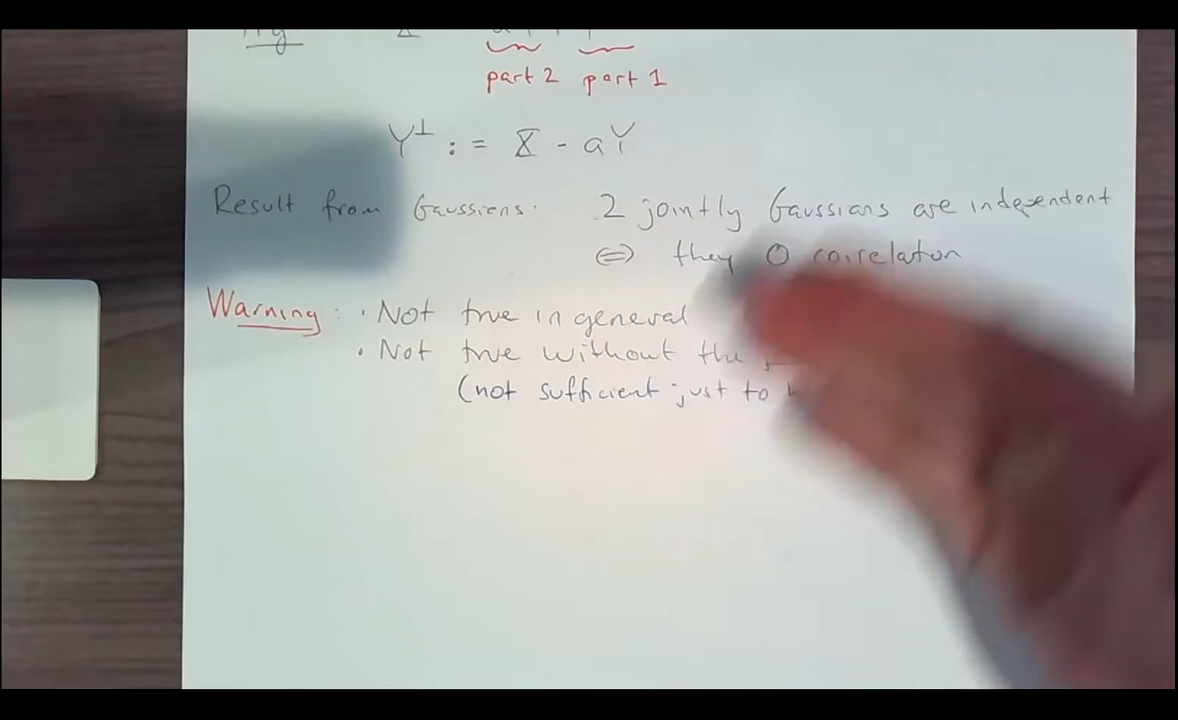 part 2 part 1
Y⊥ := X - aY
Result from Gaussians. 2 jointly Gaussians are independent
⇔ they 0 correlation
Warning: · Not true in general
· Not true without the
(not sufficient just to